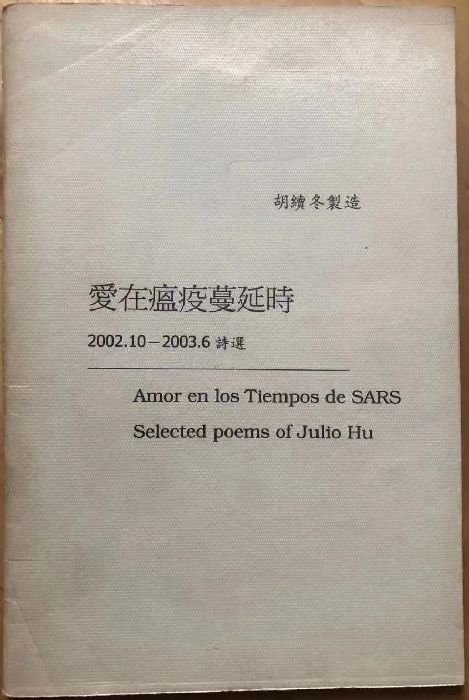 胡續冬製造
愛在瘟疫蔓延時
2002.10－2003.6 詩選
Amor en los Tiempos de SARS
Selected poems of Julio Hu